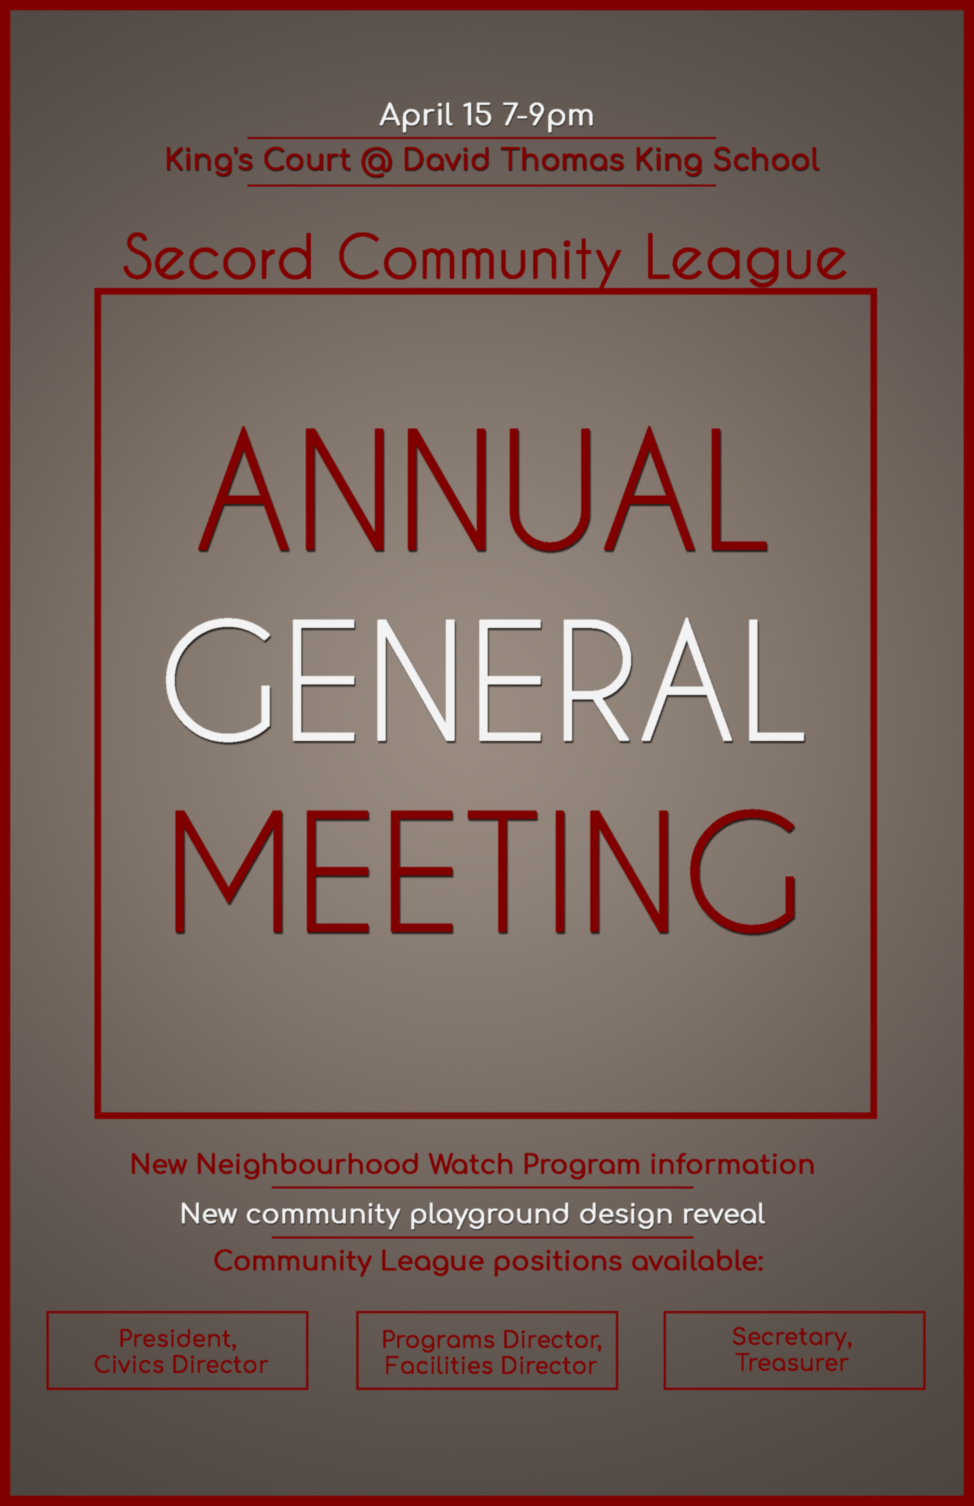 April 15 7-9pm
King's Court @ David Thomas King School
Secord Community League
ANNUAL
GENERAL
MEETING
New Neighbourhood Watch Program information
New community playground design reveal
Community League positions available:
President,
Civics Director
Programs Director,
Facilities Director
Secretary,
Treasurer